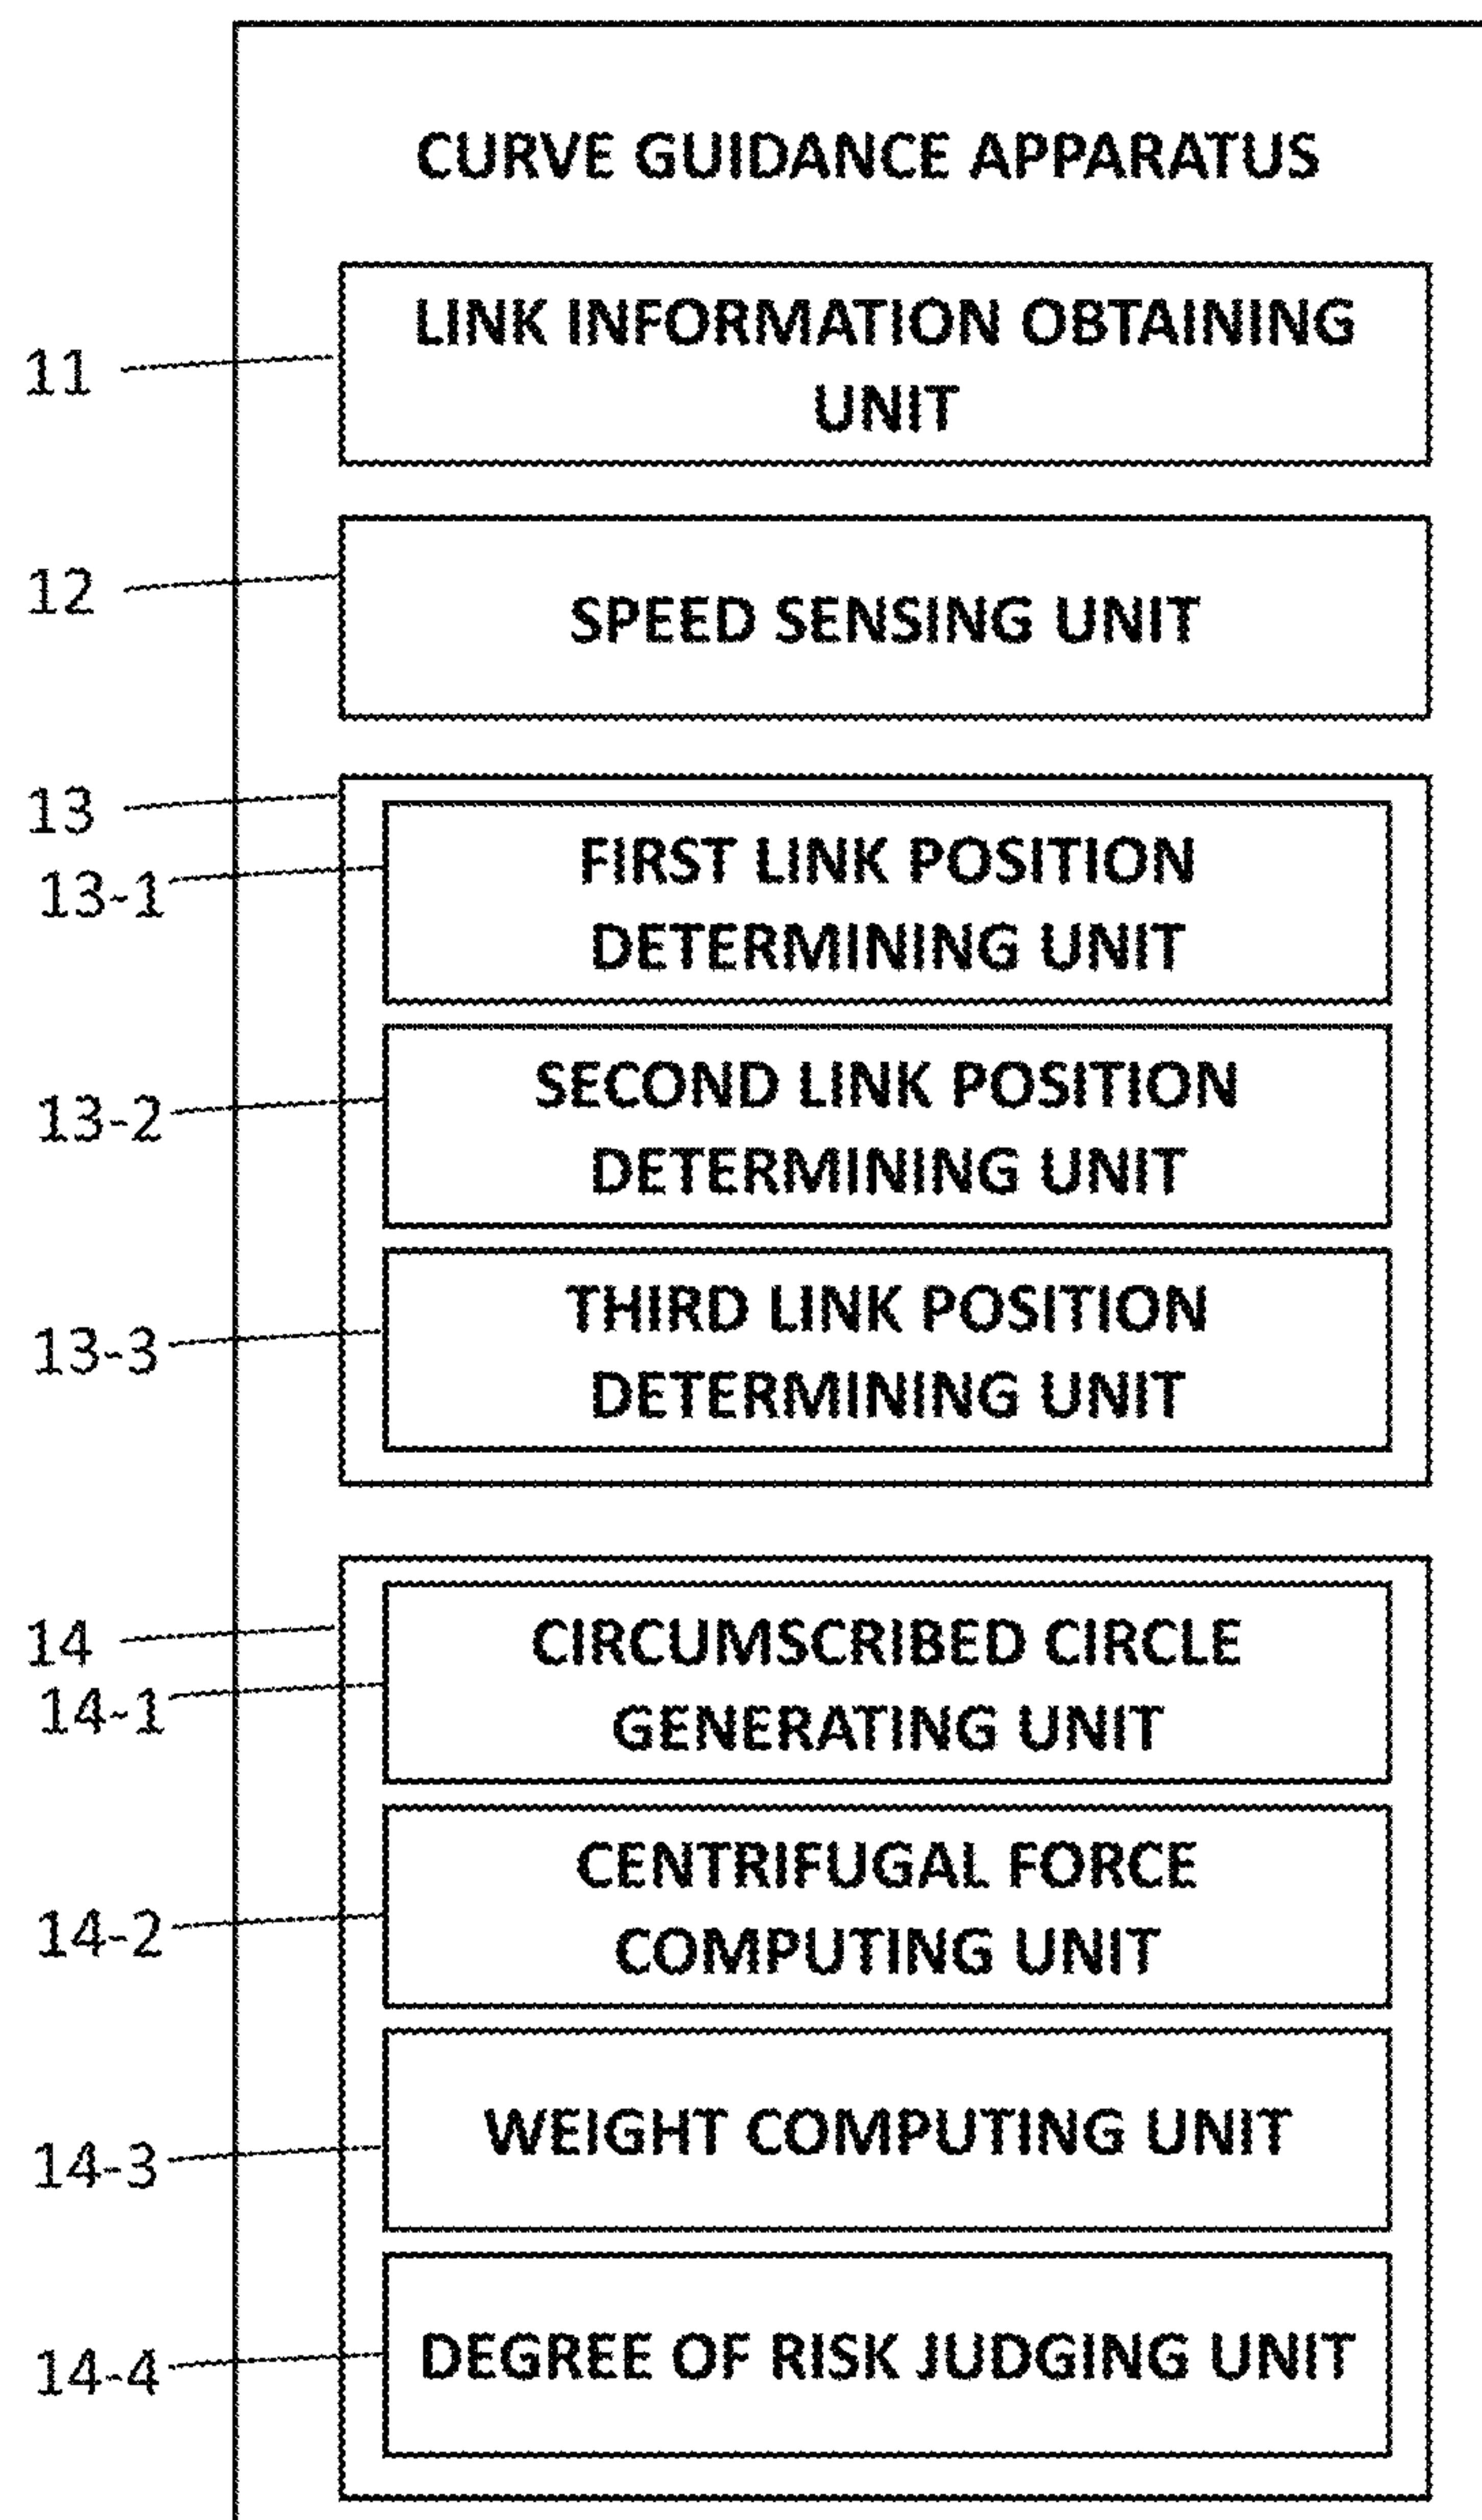 CURVE GUIDANCE APPARATUS
11
LINK INFORMATION OBTAINING
UNIT
12
SPEED SENSING UNIT
13
13-1
FIRST LINK POSITION
DETERMINING UNIT
13-2
SECOND LINK POSITION
DETERMINING UNIT
13-3
THIRD LINK POSITION
DETERMINING UNIT
14
14-1
CIRCUMSCRIBED CIRCLE
GENERATING UNIT
14-2
CENTRIFUGAL FORCE
COMPUTING UNIT
14-3
WEIGHT COMPUTING UNIT
14-4
DEGREE OF RISK JUDGING UNIT